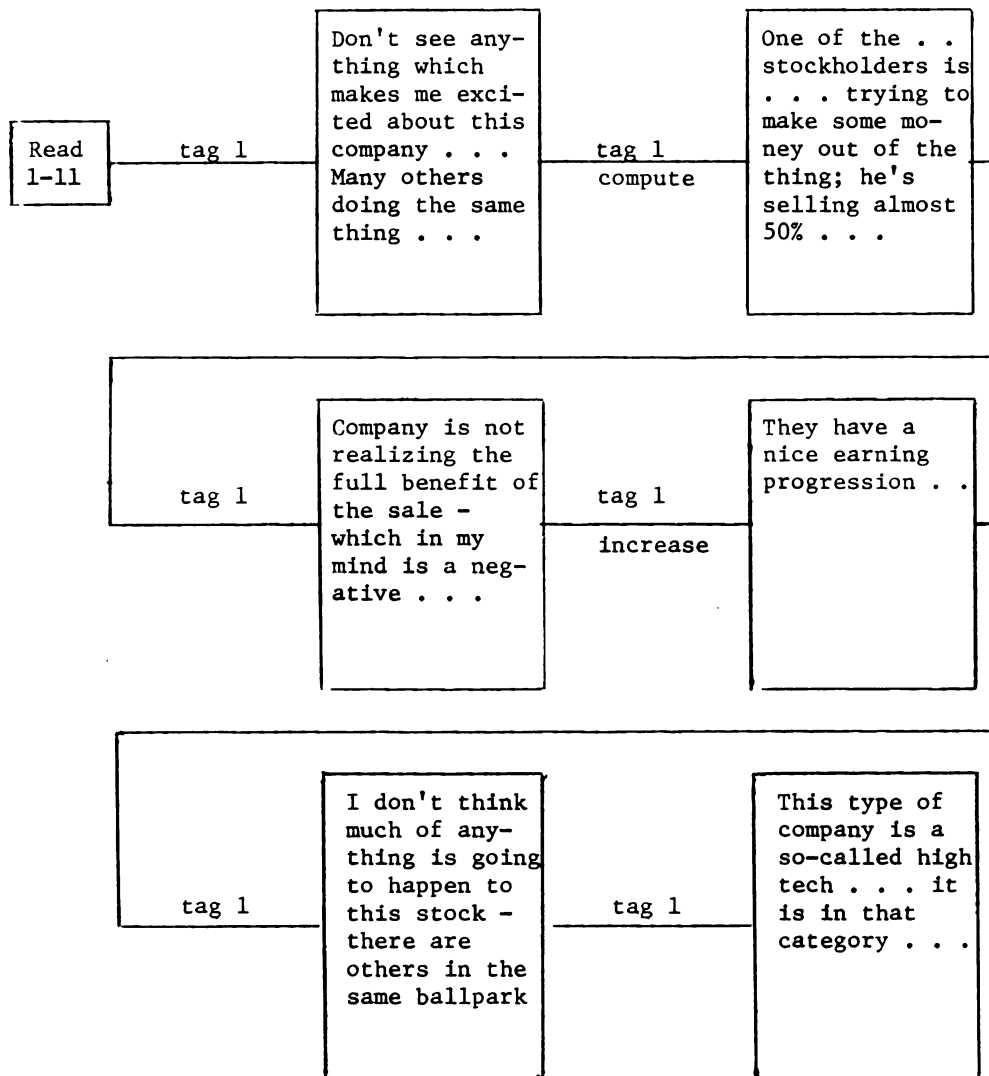 Read
1-11
tag 1
Don't see any-
thing which
makes me exci-
ted about this
company . . .
Many others
doing the same
thing . . .
tag 1
compute
One of the . .
stockholders is
. . . trying to
make some mo-
ney out of the
thing; he's
selling almost
50% . . .
tag 1
Company is not
realizing the
full benefit of
the sale -
which in my
mind is a neg-
ative . . .
tag 1
increase
They have a
nice earning
progression . .
tag 1
I don't think
much of any-
thing is going
to happen to
this stock -
there are
others in the
same ballpark
tag 1
This type of
company is a
so-called high
tech . . . it
is in that
category . . .